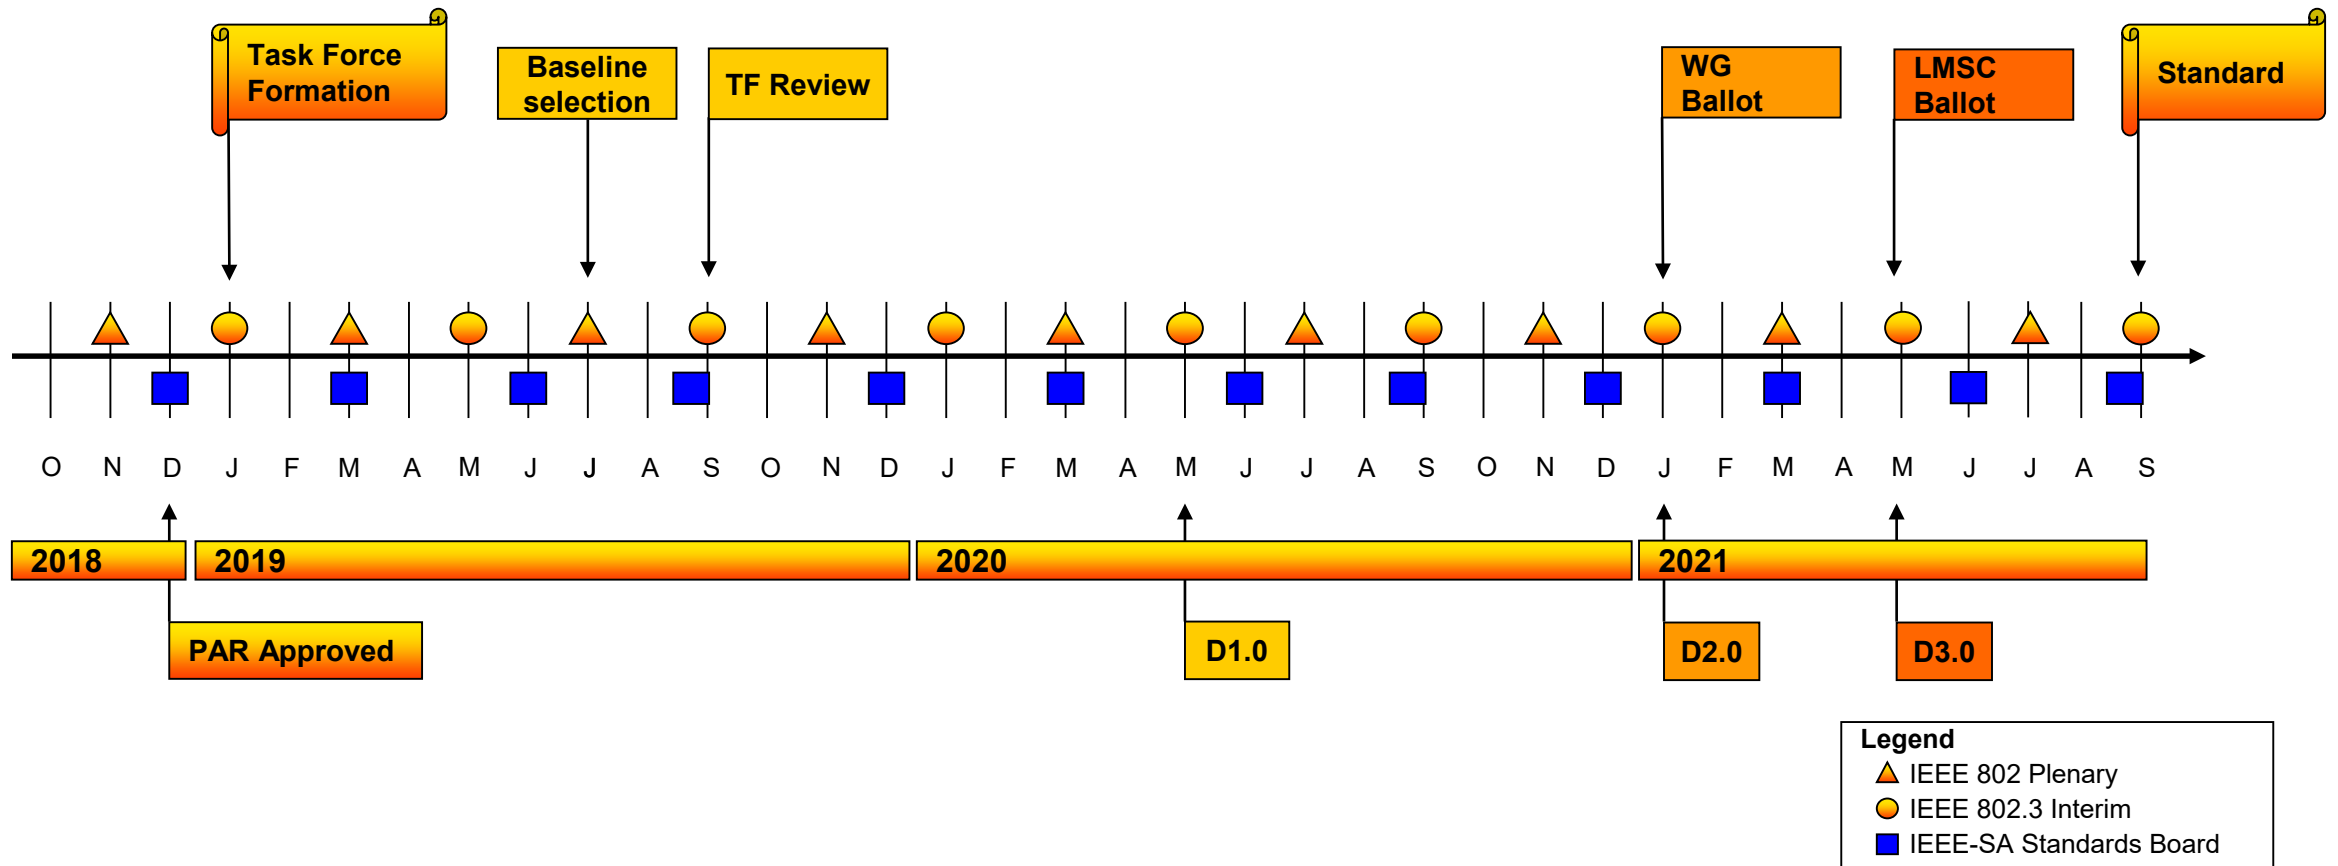 Task Force
Formation
Baseline
selection
TF Review
WG
Ballot
LMSC
Ballot
Standard
O N D J F M A M J J A S O N D J F M A M J J A S O N D J F M A M J J A S
2018 2019 2020 2021
PAR Approved D1.0 D2.0 D3.0
Legend
IEEE 802 Plenary
IEEE 802.3 Interim
IEEE-SA Standards Board